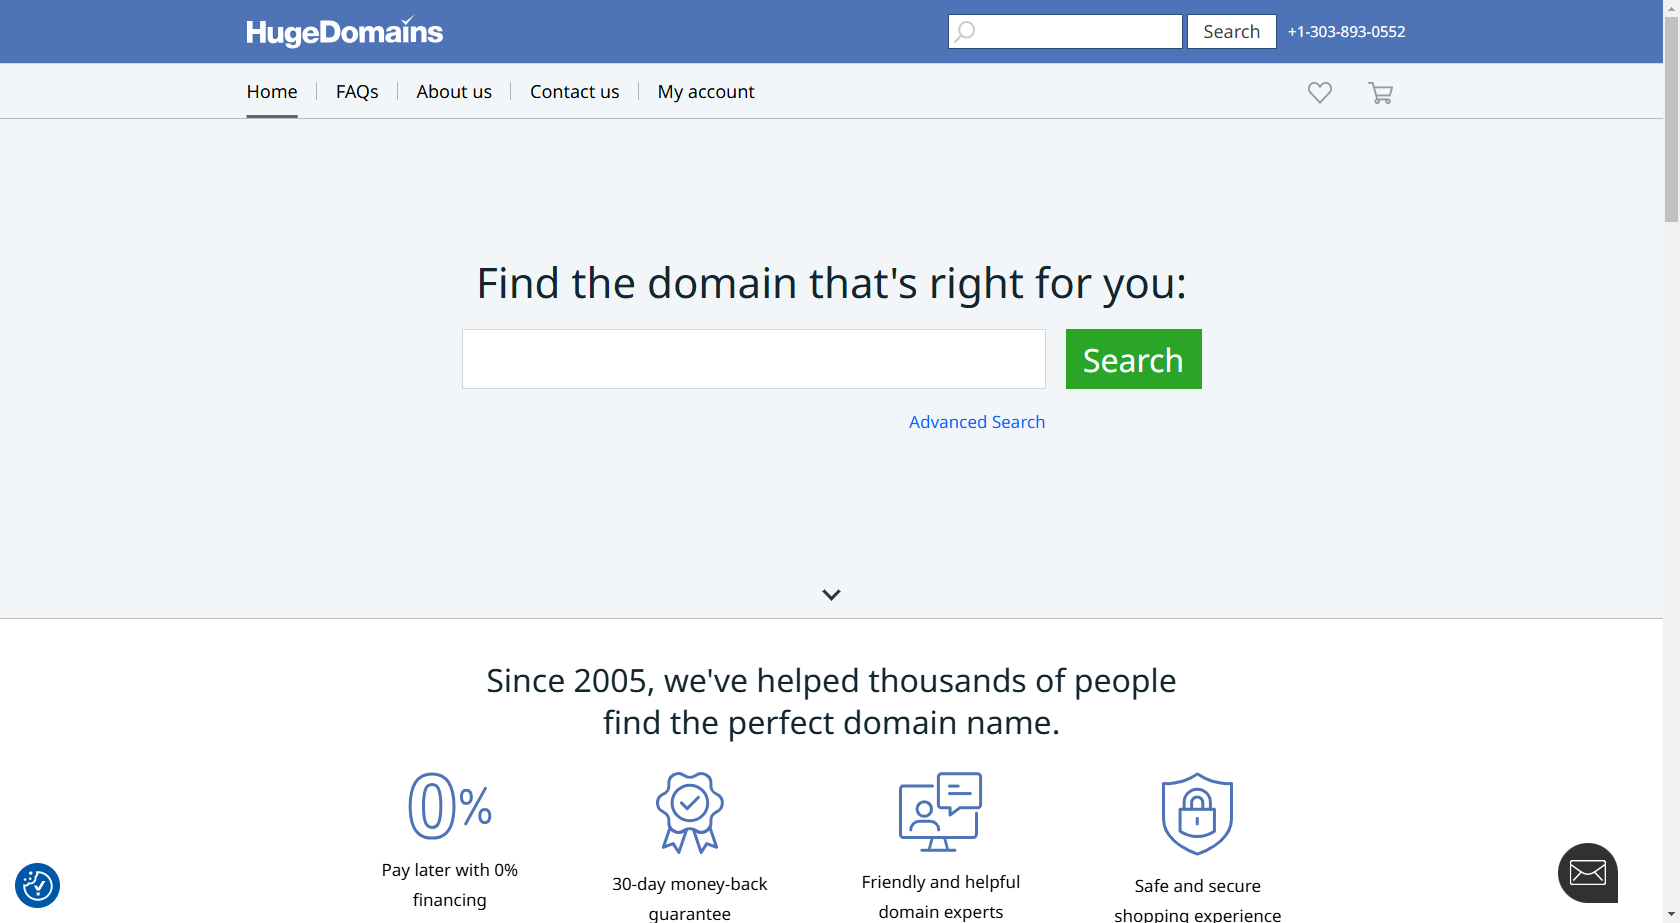 HugeDomains
Search
+1-303-893-0552
Home
FAQs
About us
Contact us
My account
Find the domain that's right for you:
Search
Advanced Search
Since 2005, we've helped thousands of people
find the perfect domain name.
0%
Pay later with 0%
financing
30-day money-back
guarantee
Friendly and helpful
domain experts
Safe and secure
shopping experience